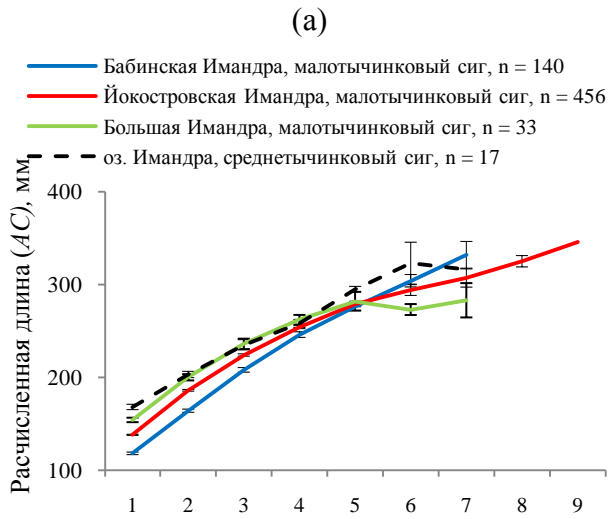 (а)
Бабинская Имандра, малотычинковый сиг, n = 140
Йокостровская Имандра, малотычинковый сиг, n = 456
Большая Имандра, малотычинковый сиг, n = 33
оз. Имандра, среднетычинковый сиг, n = 17
Расчисленная длина (АС), мм
400
300
200
100
1 2 3 4 5 6 7 8 9